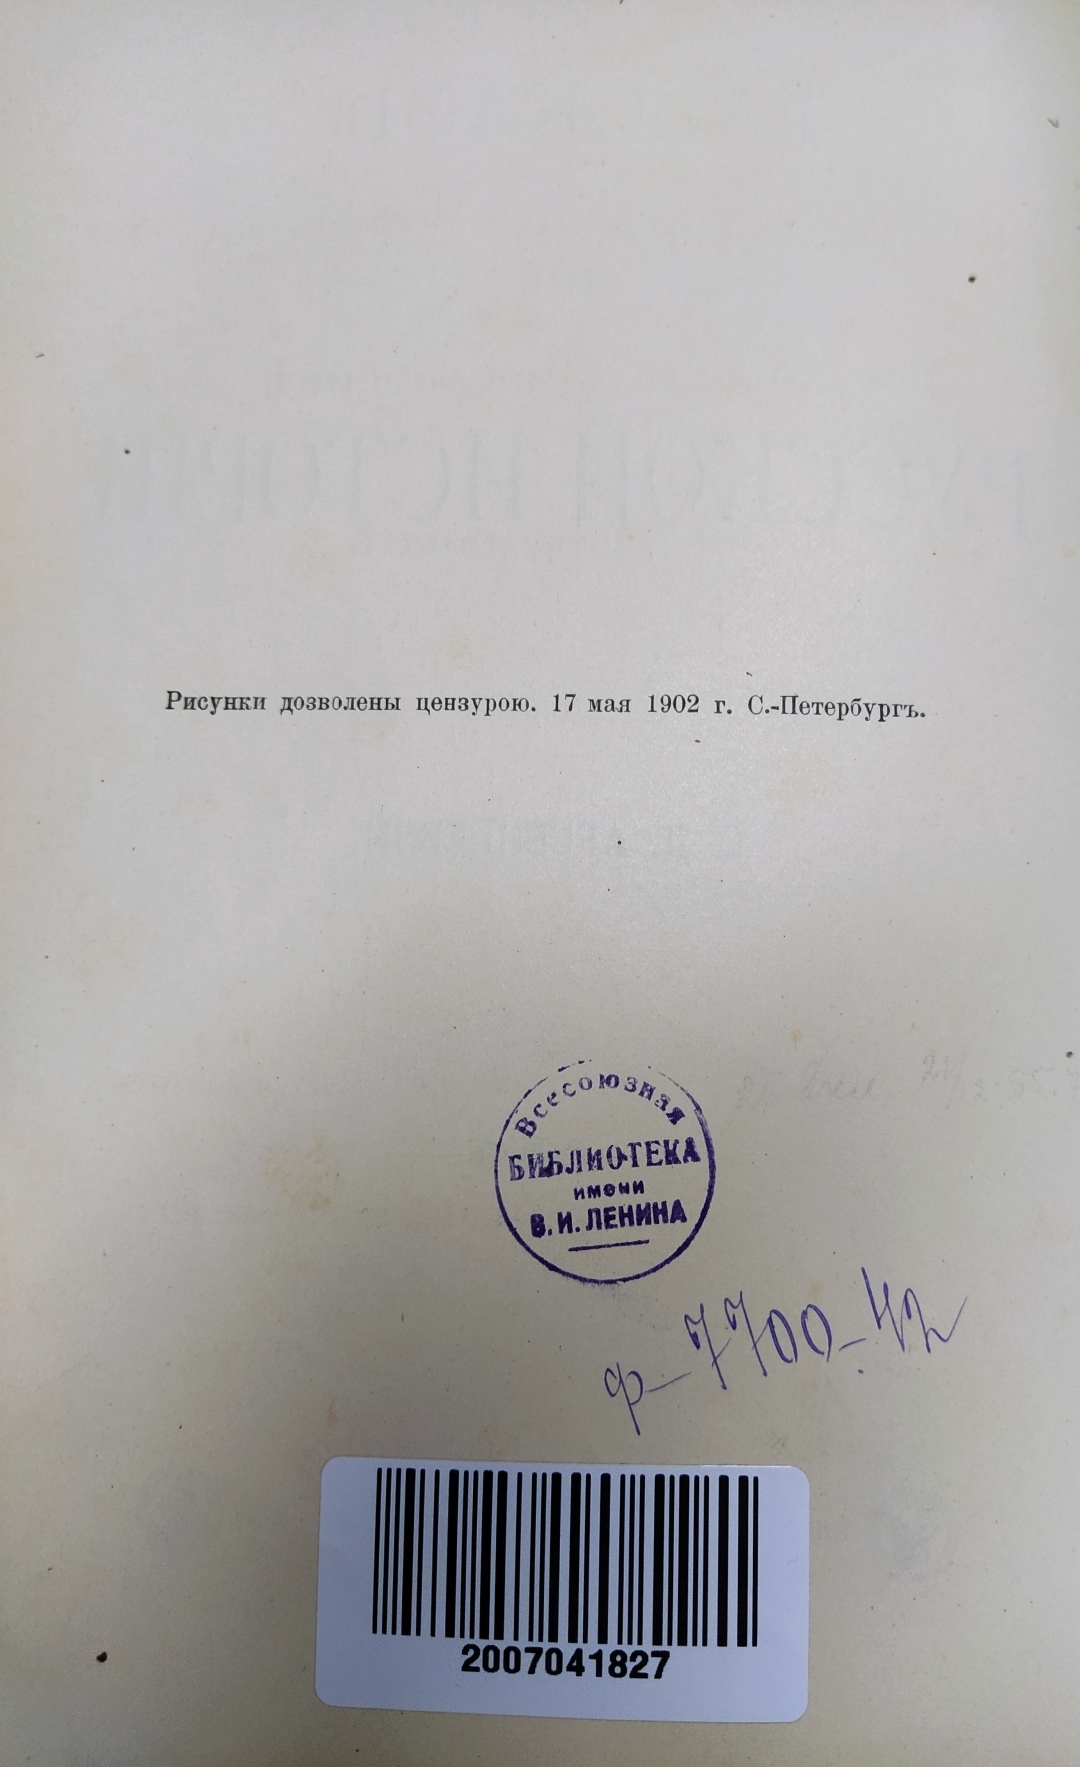 Рисунки дозволены цензурою. 17 мая 1902 г. С.-Петербургъ.
Всесоюзная
БИБЛИОТЕКА
имени
В. И. ЛЕНИНА
ф-7700-42
2007041827